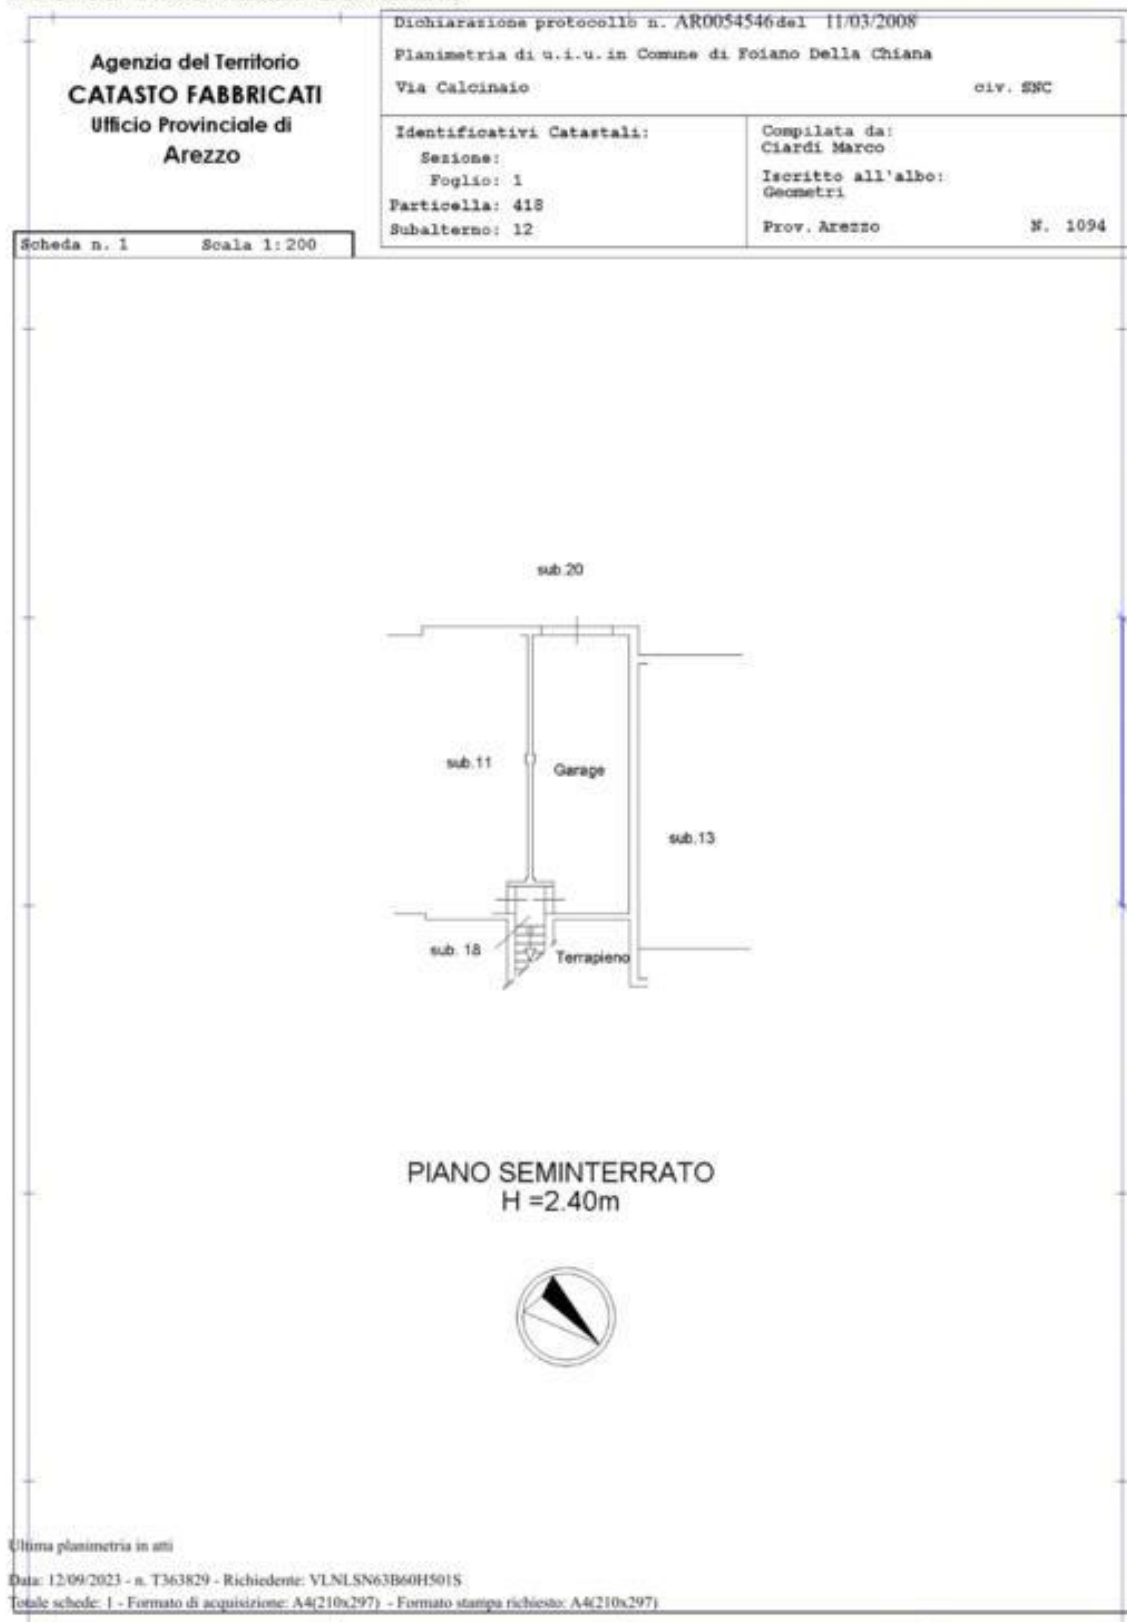 Agenzia del Territorio
CATASTO FABBRICATI
Ufficio Provinciale di
Arezzo
Dichiarazione protocollo n. AR0054546 del 11/03/2008
Planimetria di u.i.u. in Comune di Foiano Della Chiana
Via Calcinaio civ. SNC
Identificativi Catastali:
Sezione:
Foglio: 1
Particella: 418
Subalterno: 12
Compilata da:
Ciardi Marco
Iscritto all'albo:
Geometri
Prov. Arezzo N. 1094
Scheda n. 1 Scala 1:200
sub.20
sub.11
Garage
sub.13
sub. 18
Terrapieno
PIANO SEMINTERRATO
H =2.40m
Ultima planimetria in atti
Data: 12/09/2023 - n. T363829 - Richiedente: VLNLSN63B60H501S
Totale schede: 1 - Formato di acquisizione: A4(210x297) - Formato stampa richiesto: A4(210x297)